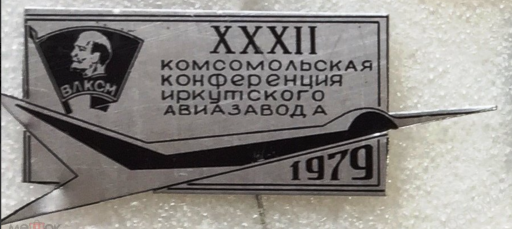 XXXII
КОМСОМОЛЬСКАЯ
КОНФЕРЕНЦИЯ
ИРКУТСКОГО
АВИАЗАВОДА
ВЛКСМ
1979